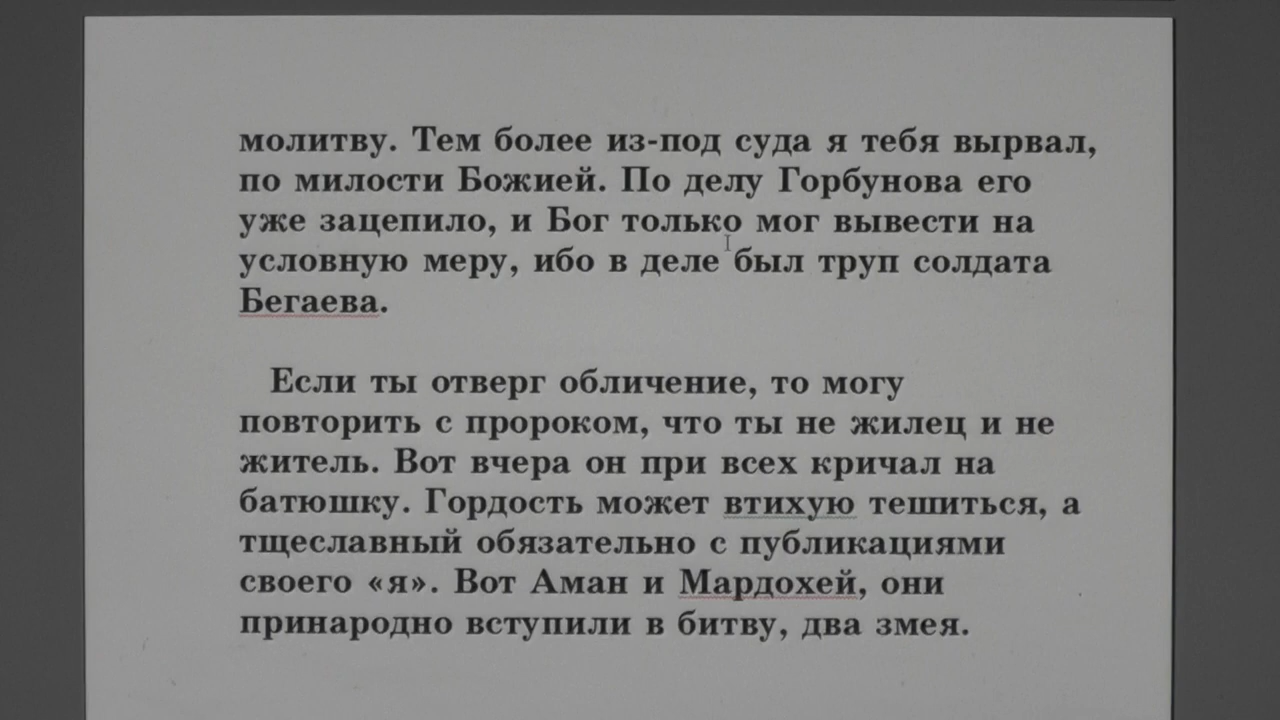 молитву. Тем более из-под суда я тебя вырвал,
по милости Божией. По делу Горбунова его
уже зацепило, и Бог только мог вывести на
условную меру, ибо в деле был труп солдата
Бегаева.
Если ты отверг обличение, то могу
повторить с пророком, что ты не жилец и не
житель. Вот вчера он при всех кричал на
батюшку. Гордость может втихую тешиться, а
тщеславный обязательно с публикациями
своего «я». Вот Аман и Мардохей, они
принародно вступили в битву, два змея.